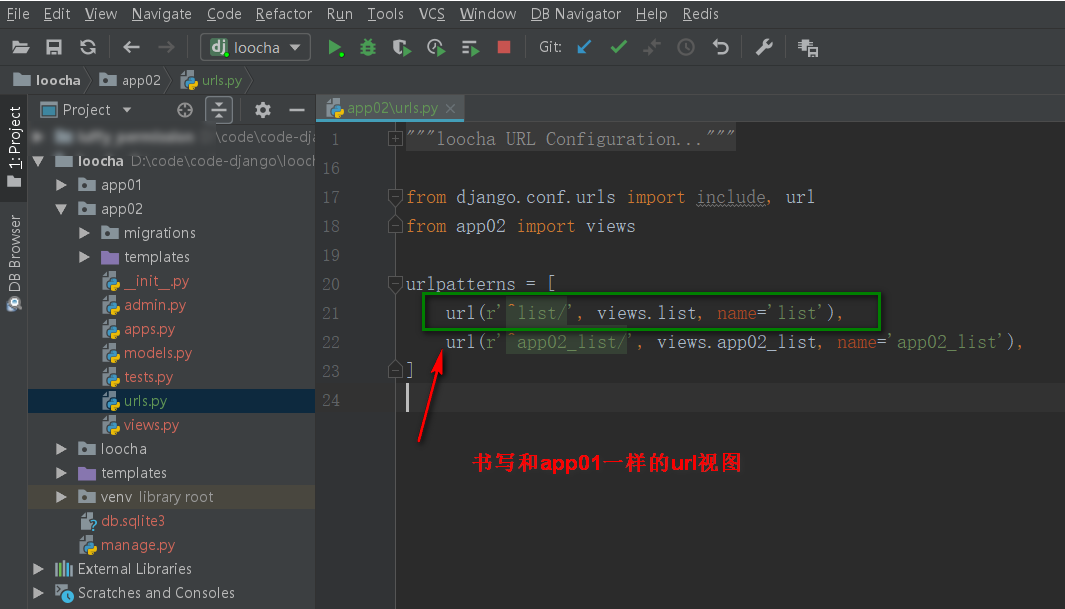 File Edit View Navigate Code Refactor Run Tools VCS Window DB Navigator Help Redis
dj loocha Git:
loocha app02 urls.py
1: Project
DB Browser
Project
\code\code-dj
loocha D:\code\code-django\looch
app01
app02
migrations
templates
__init__.py
admin.py
apps.py
models.py
tests.py
urls.py
views.py
loocha
templates
venv library root
db.sqlite3
manage.py
External Libraries
Scratches and Consoles
app02\urls.py
1 """loocha URL Configuration..."""
16
17 from django.conf.urls import include, url
18 from app02 import views
19
20 urlpatterns = [
21 url(r'^list/', views.list, name='list'),
22 url(r'^app02_list/', views.app02_list, name='app02_list'),
23 ]
24
书写和app01一样的url视图